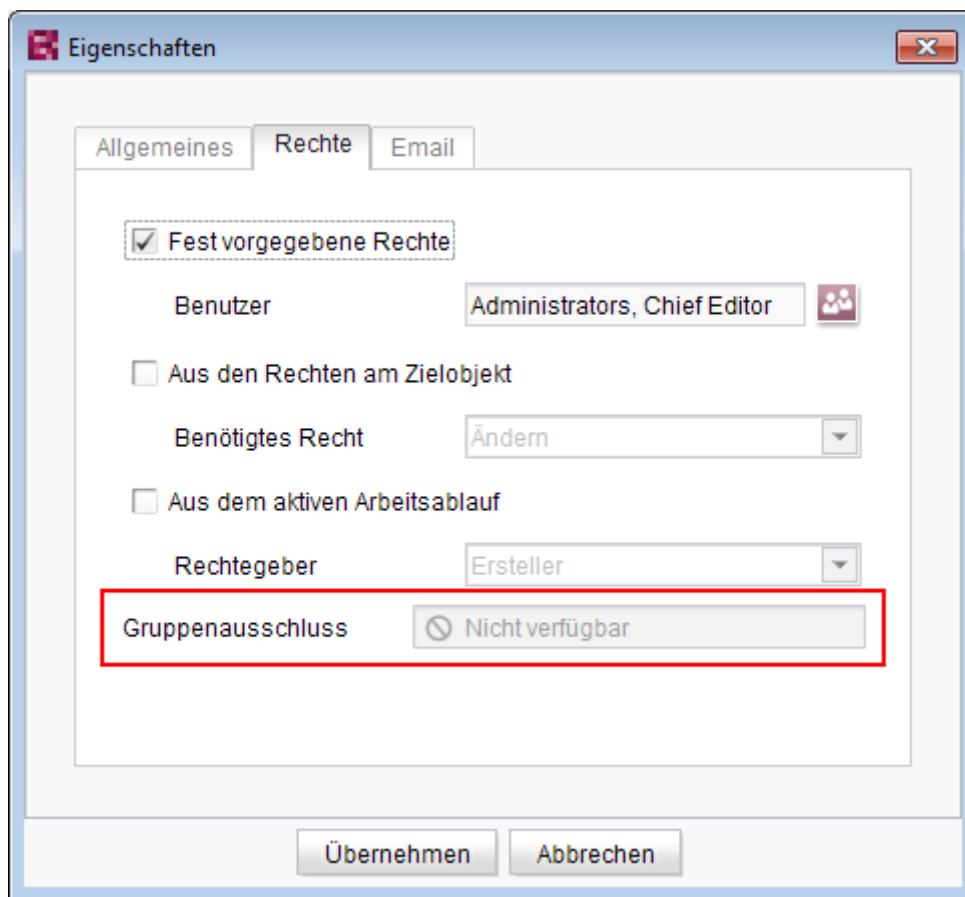 Eigenschaften
Allgemeines Rechte Email
Fest vorgegebene Rechte
Benutzer Administrators, Chief Editor
Aus den Rechten am Zielobjekt
Benötigtes Recht Ändern
Aus dem aktiven Arbeitsablauf
Rechtegeber Ersteller
Gruppenausschluss Nicht verfügbar
Übernehmen Abbrechen